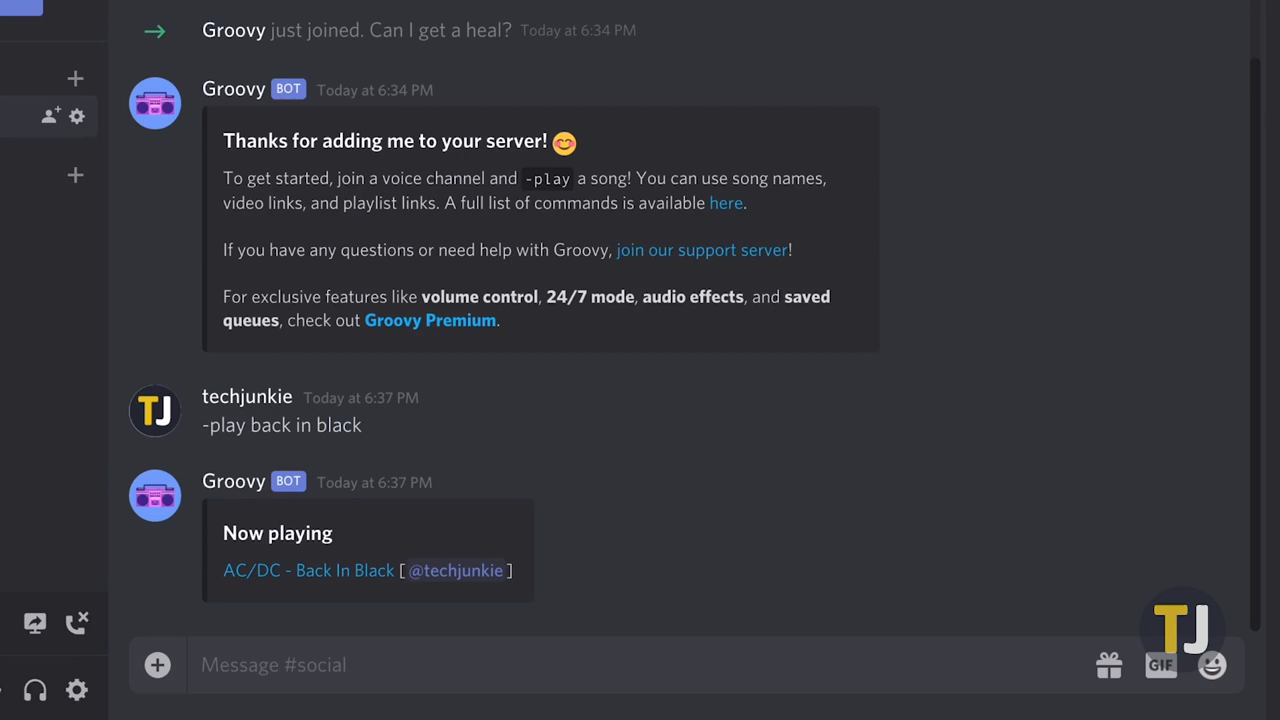 Groovy just joined. Can I get a heal? Today at 6:34 PM
Groovy BOT Today at 6:34 PM
Thanks for adding me to your server!
To get started, join a voice channel and -play a song! You can use song names,
video links, and playlist links. A full list of commands is available here.
If you have any questions or need help with Groovy, join our support server!
For exclusive features like volume control, 24/7 mode, audio effects, and saved
queues, check out Groovy Premium.
TJ
techjunkie Today at 6:37 PM
-play back in black
Groovy BOT Today at 6:37 PM
Now playing
AC/DC - Back In Black [ @techjunkie ]
TJ
Message #social
GIF